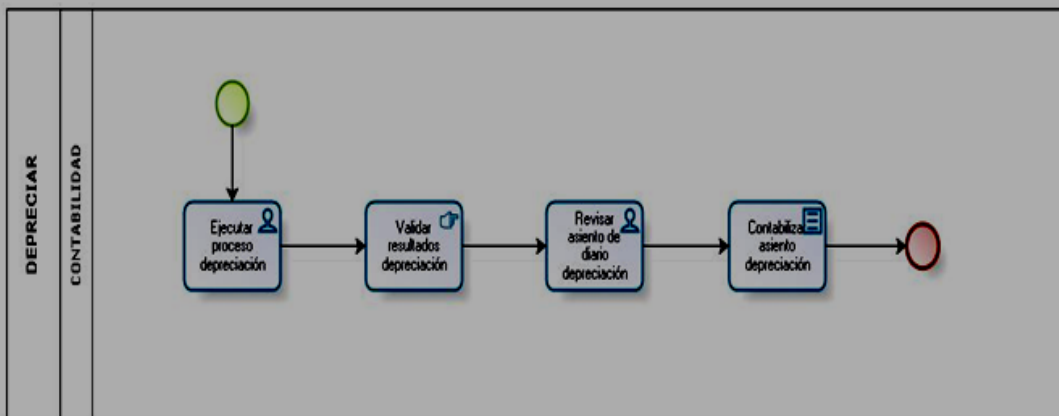 DEPRECIAR
CONTABILIDAD
Ejecutar
proceso
depreciación
Validar
resultados
depreciación
Revisar
asiento de
diario
depreciación
Contabiliza
asiento
depreciación